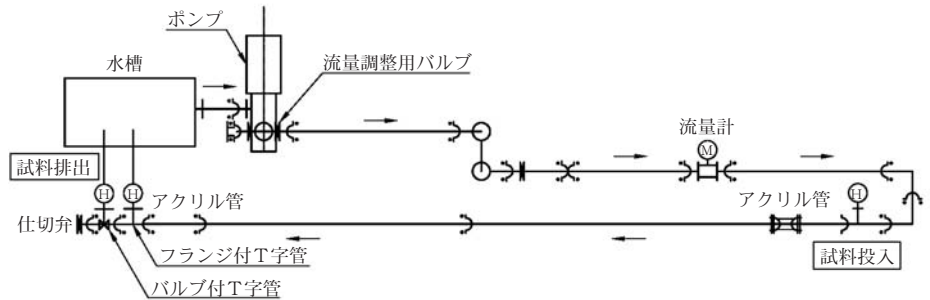 ポンプ
水槽
流量調整用バルブ
流量計
M
試料排出
H
H
アクリル管
アクリル管
H
仕切弁
フランジ付T字管
試料投入
バルブ付T字管